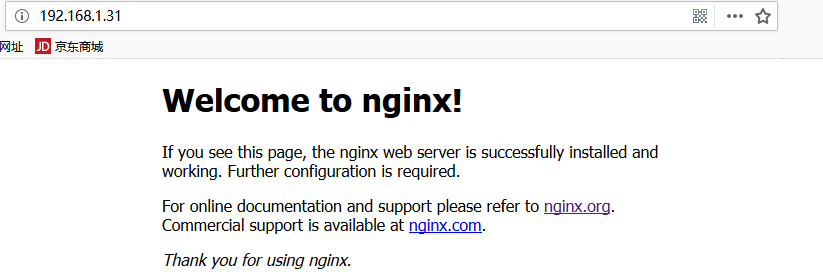 192.168.1.31
网址 JD 京东商城
Welcome to nginx!
If you see this page, the nginx web server is successfully installed and
working. Further configuration is required.
For online documentation and support please refer to nginx.org.
Commercial support is available at nginx.com.
Thank you for using nginx.